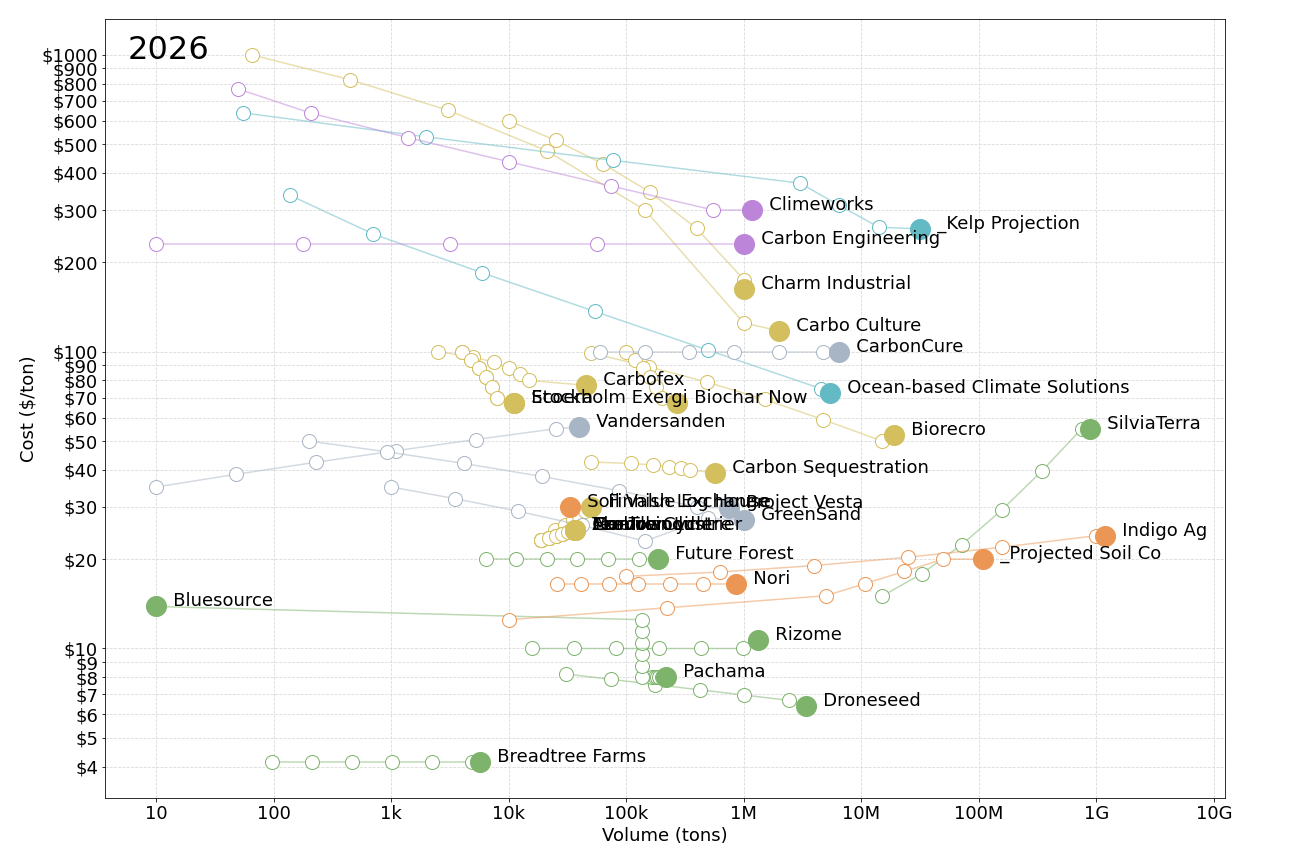 2026
$1000
$900
$800
$700
$600
$500
$400
$300
$200
$100
$90
$80
$70
$60
$50
$40
$30
$20
$10
$9
$8
$7
$6
$5
$4
Cost ($/ton)
Climeworks
_Kelp Projection
Carbon Engineering
Charm Industrial
Carbo Culture
CarbonCure
Carbofex
Ocean-based Climate Solutions
Stockholm Exergi
Biochar Now
Vandersanden
Biorecro
SilviaTerra
Carbon Sequestration
Project Vesta
GreenSand
Indigo Ag
Future Forest
_Projected Soil Co
Nori
Bluesource
Rizome
Pachama
Droneseed
Breadtree Farms
10
100
1k
10k
100k
1M
10M
100M
1G
10G
Volume (tons)